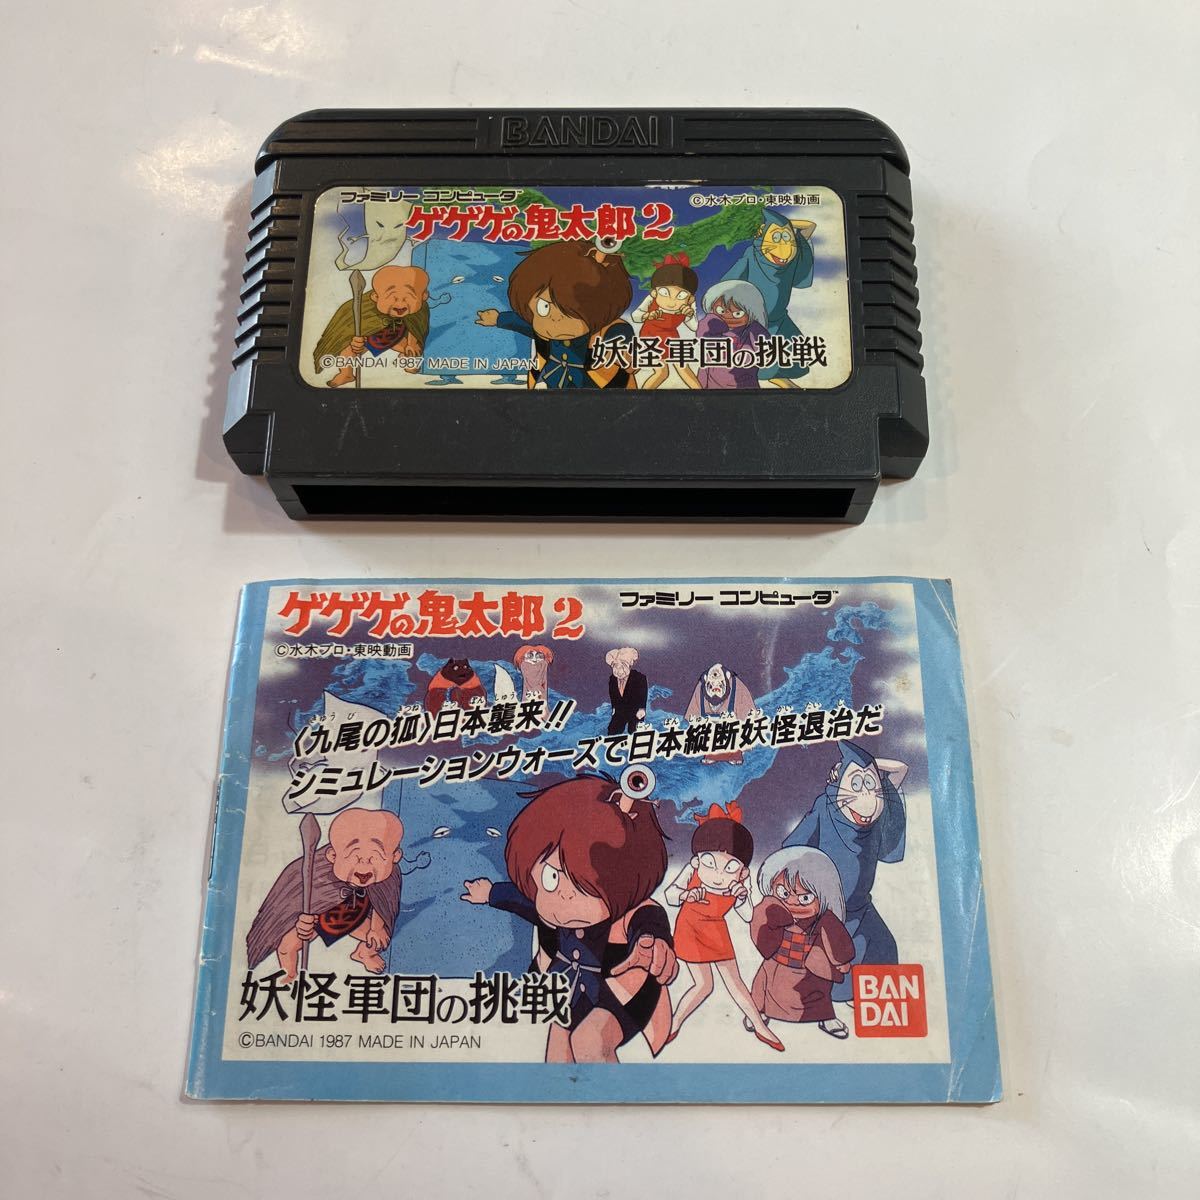 BANDAI
ファミリーコンピュータ™
©水木プロ・東映動画
ゲゲゲの鬼太郎2
妖怪軍団の挑戦
©BANDAI 1987 MADE IN JAPAN
ゲゲゲの鬼太郎2
ファミリーコンピュータ™
©水木プロ・東映動画
〈九尾の狐〉日本襲来!!
シミュレーションウォーズで日本縦断妖怪退治だ
妖怪軍団の挑戦
©BANDAI 1987 MADE IN JAPAN
BAN
DAI